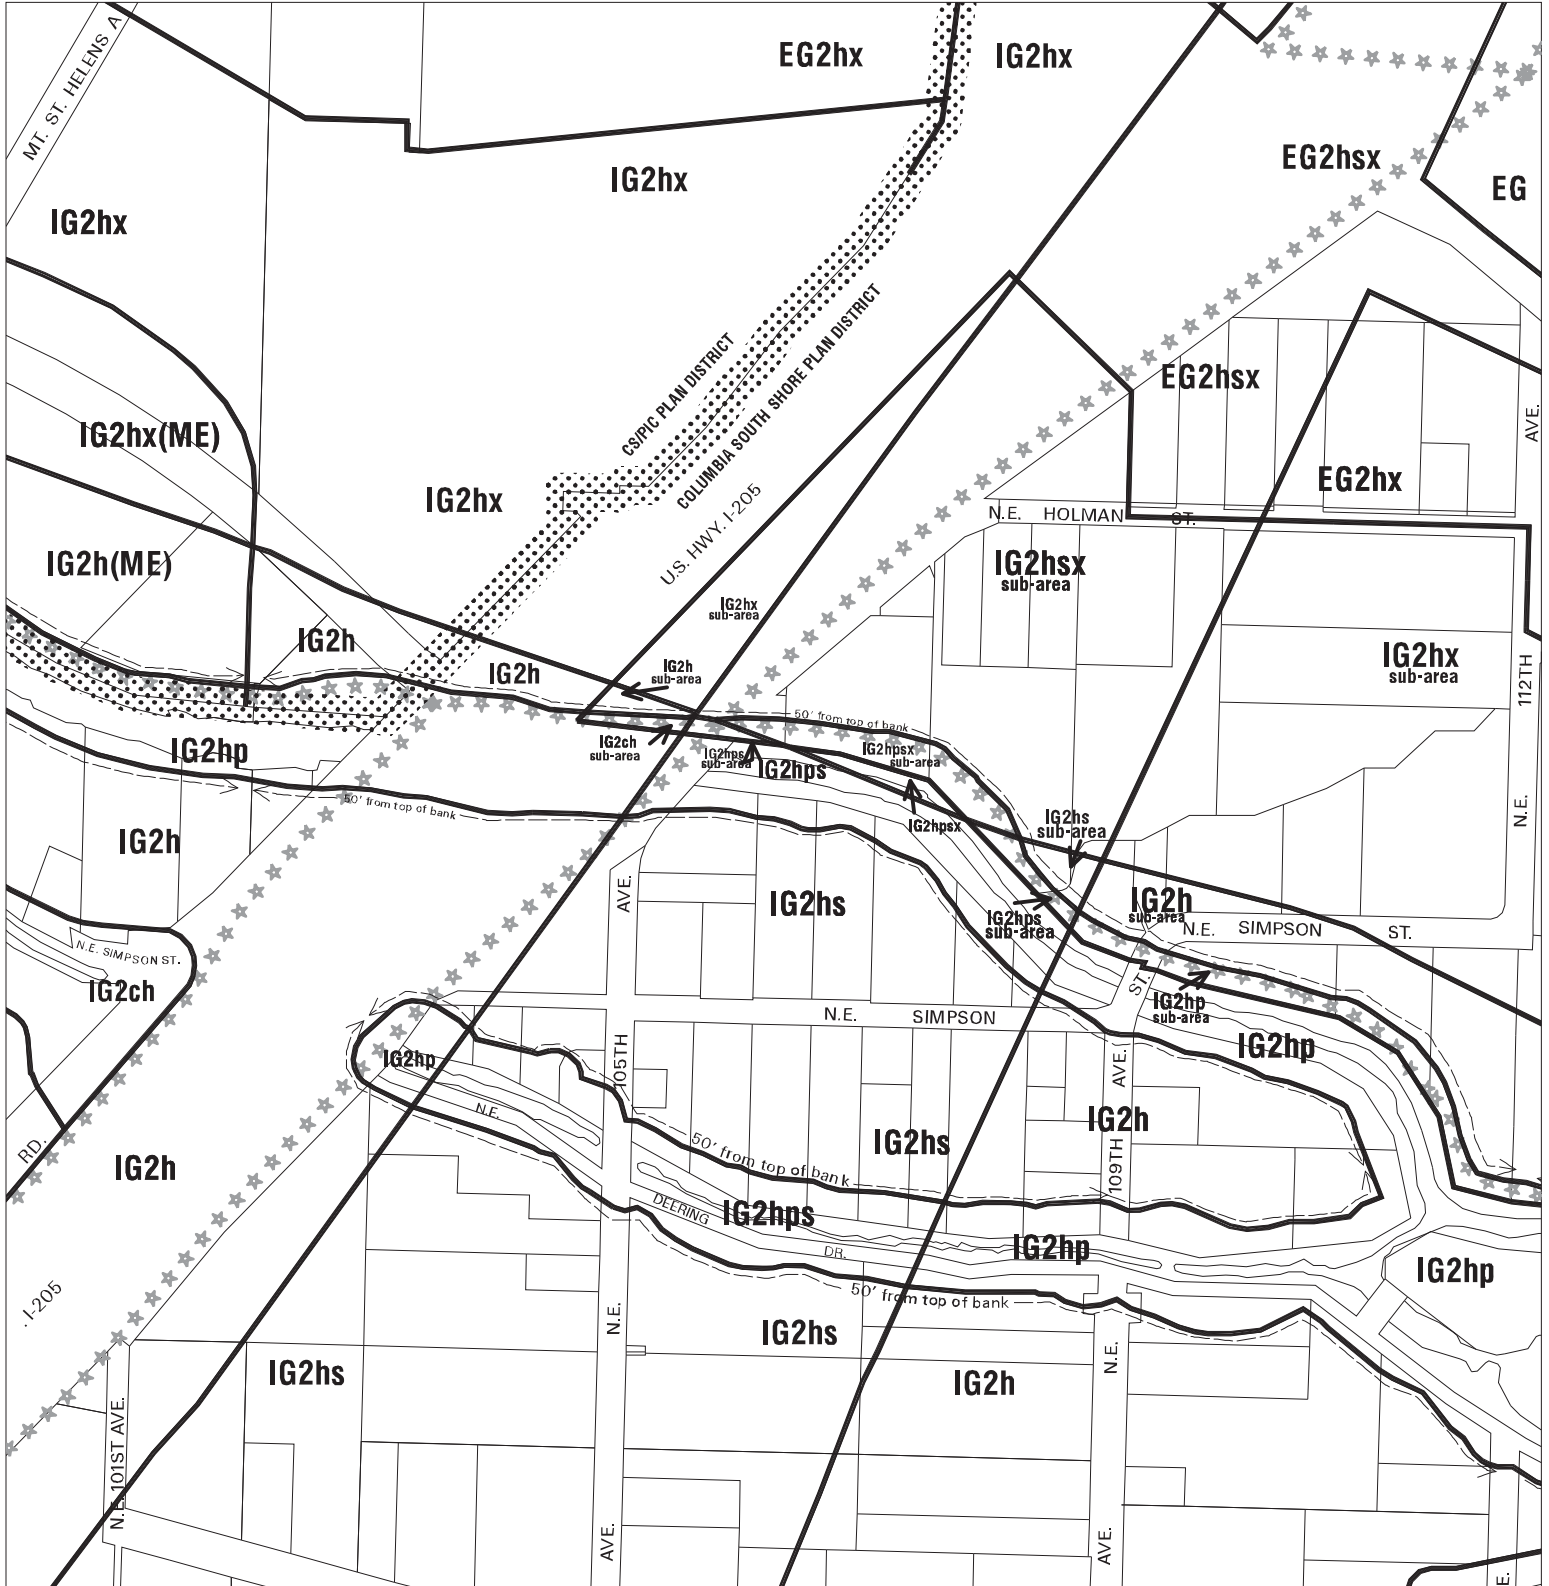 MT. ST. HELENS A
EG2hx
IG2hx
EG2hsx
EG
IG2hx
IG2hx
CS/PIC PLAN DISTRICT
COLUMBIA SOUTH SHORE PLAN DISTRICT
EG2hsx
AVE.
IG2hx(ME)
EG2hx
IG2hx
U.S. HWY. I-205
N.E. HOLMAN ST.
IG2h(ME)
IG2hsx
sub-area
IG2hx
sub-area
IG2h
IG2h
IG2h
sub-area
IG2hx
sub-area
112TH
N.E.
50' from top of bank
IG2hp
IG2ch
sub-area
IG2hps
sub-area
IG2hps
IG2hpsx
sub-area
50' from top of bank
IG2hpsx
IG2hs
sub-area
IG2h
AVE.
IG2hs
IG2hps
sub-area
IG2h
sub-area
N.E. SIMPSON ST.
N.E. SIMPSON ST.
IG2ch
ST.
IG2hp
sub-area
N.E. SIMPSON
IG2hp
IG2hp
105TH
AVE.
N.E.
IG2hs
IG2h
RD.
IG2h
50' from top of bank
109TH
DEERING
IG2hps
DR.
IG2hp
IG2hp
I-205
50' from top of bank
N.E.
IG2hs
N.E.
IG2hs
IG2h
N.E. 101ST AVE.
AVE.
AVE.
E.